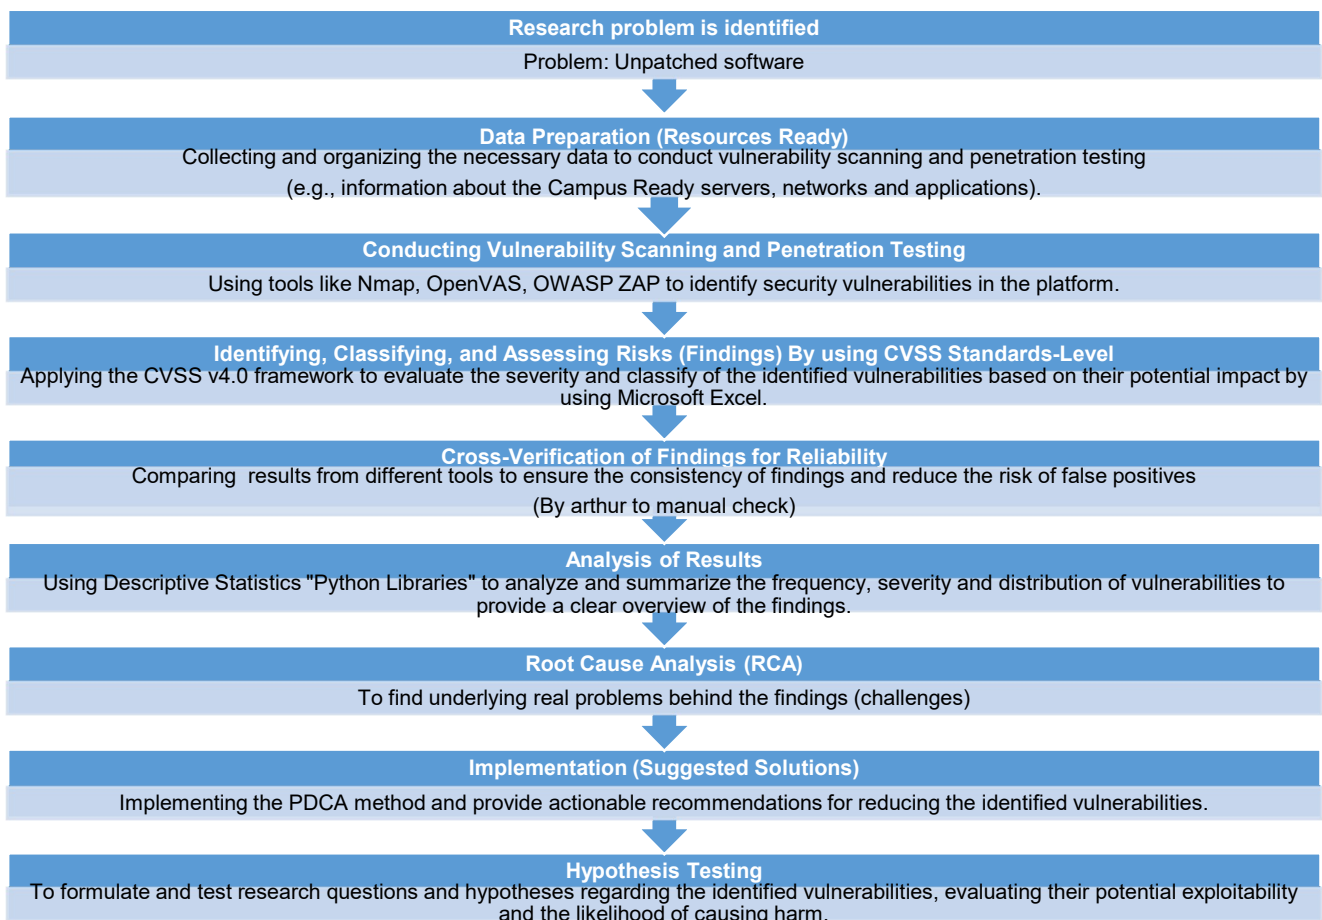 Research problem is identified
Problem: Unpatched software
Data Preparation (Resources Ready)
Collecting and organizing the necessary data to conduct vulnerability scanning and penetration testing
(e.g., information about the Campus Ready servers, networks and applications).
Conducting Vulnerability Scanning and Penetration Testing
Using tools like Nmap, OpenVAS, OWASP ZAP to identify security vulnerabilities in the platform.
Identifying, Classifying, and Assessing Risks (Findings) By using CVSS Standards-Level
Applying the CVSS v4.0 framework to evaluate the severity and classify of the identified vulnerabilities based on their potential impact by
using Microsoft Excel.
Cross-Verification of Findings for Reliability
Comparing  results from different tools to ensure the consistency of findings and reduce the risk of false positives
(By arthur to manual check)
Analysis of Results
Using Descriptive Statistics "Python Libraries" to analyze and summarize the frequency, severity and distribution of vulnerabilities to
provide a clear overview of the findings.
Root Cause Analysis (RCA)
To find underlying real problems behind the findings (challenges)
Implementation (Suggested Solutions)
Implementing the PDCA method and provide actionable recommendations for reducing the identified vulnerabilities.
Hypothesis Testing
To formulate and test research questions and hypotheses regarding the identified vulnerabilities, evaluating their potential exploitability
and the likelihood of causing harm.